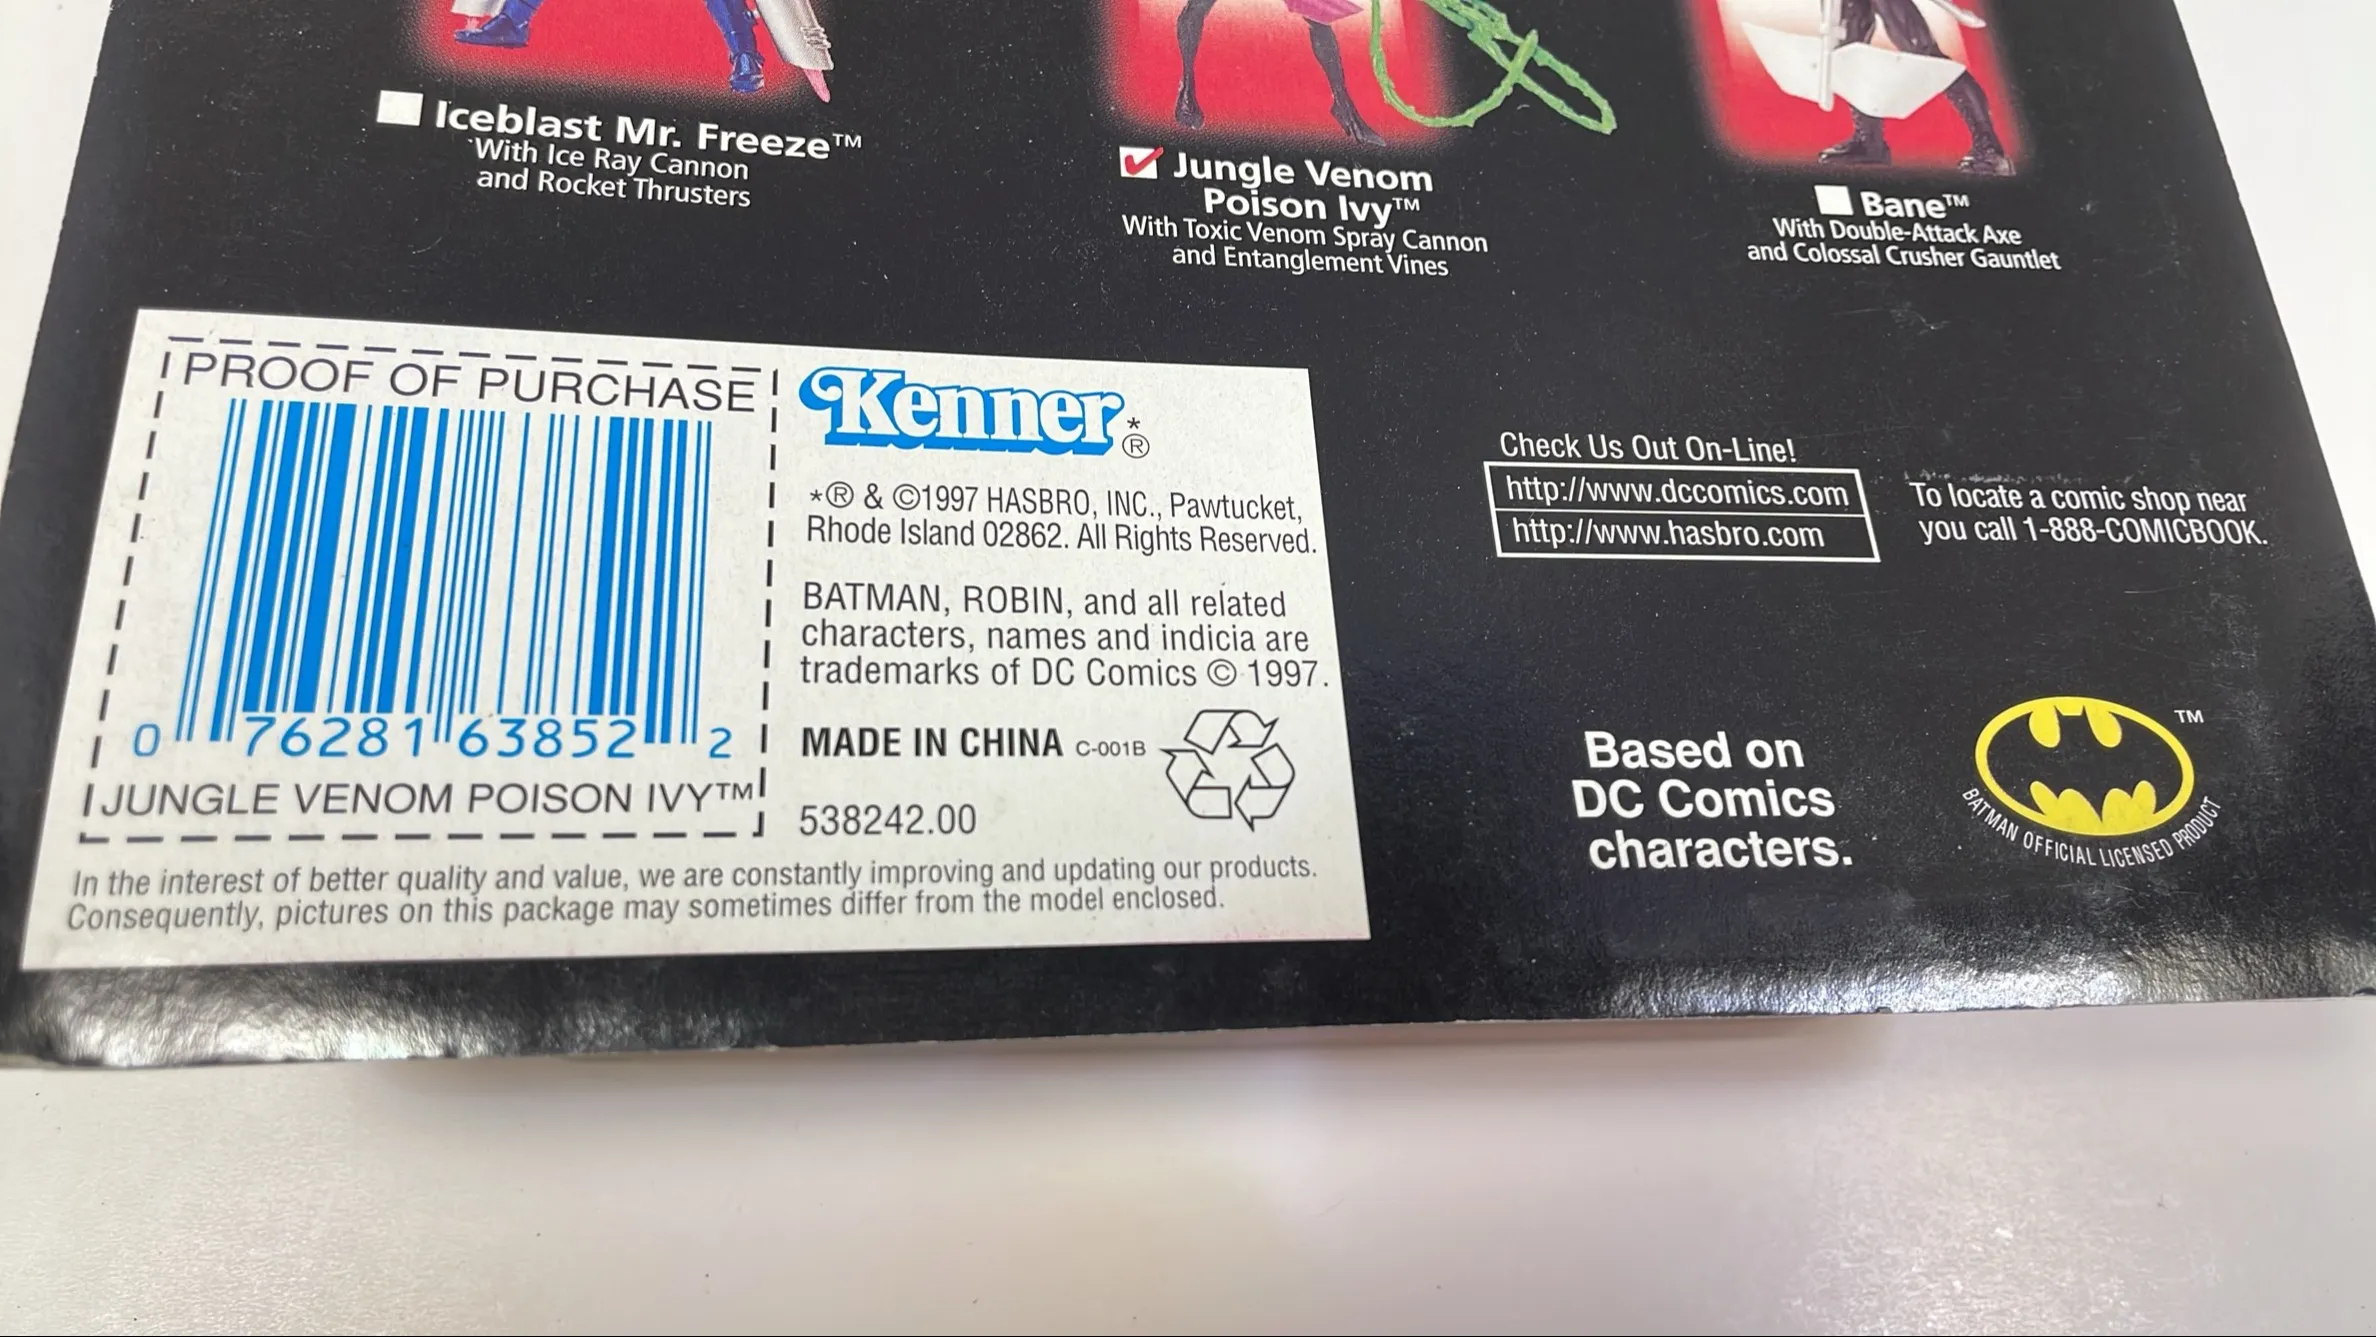 Iceblast Mr. Freeze™
With Ice Ray Cannon
and Rocket Thrusters
Jungle Venom
Poison Ivy™
With Toxic Venom Spray Cannon
and Entanglement Vines
Bane™
With Double-Attack Axe
and Colossal Crusher Gauntlet
PROOF OF PURCHASE
0 76281 63852 2
JUNGLE VENOM POISON IVY™
Kenner*®
*® & ©1997 HASBRO, INC., Pawtucket,
Rhode Island 02862. All Rights Reserved.
BATMAN, ROBIN, and all related
characters, names and indicia are
trademarks of DC Comics © 1997.
MADE IN CHINA C-001B
538242.00
In the interest of better quality and value, we are constantly improving and updating our products.
Consequently, pictures on this package may sometimes differ from the model enclosed.
Check Us Out On-Line!
http://www.dccomics.com
http://www.hasbro.com
To locate a comic shop near
you call 1-888-COMICBOOK.
Based on
DC Comics
characters.
TM
BATMAN OFFICIAL LICENSED PRODUCT